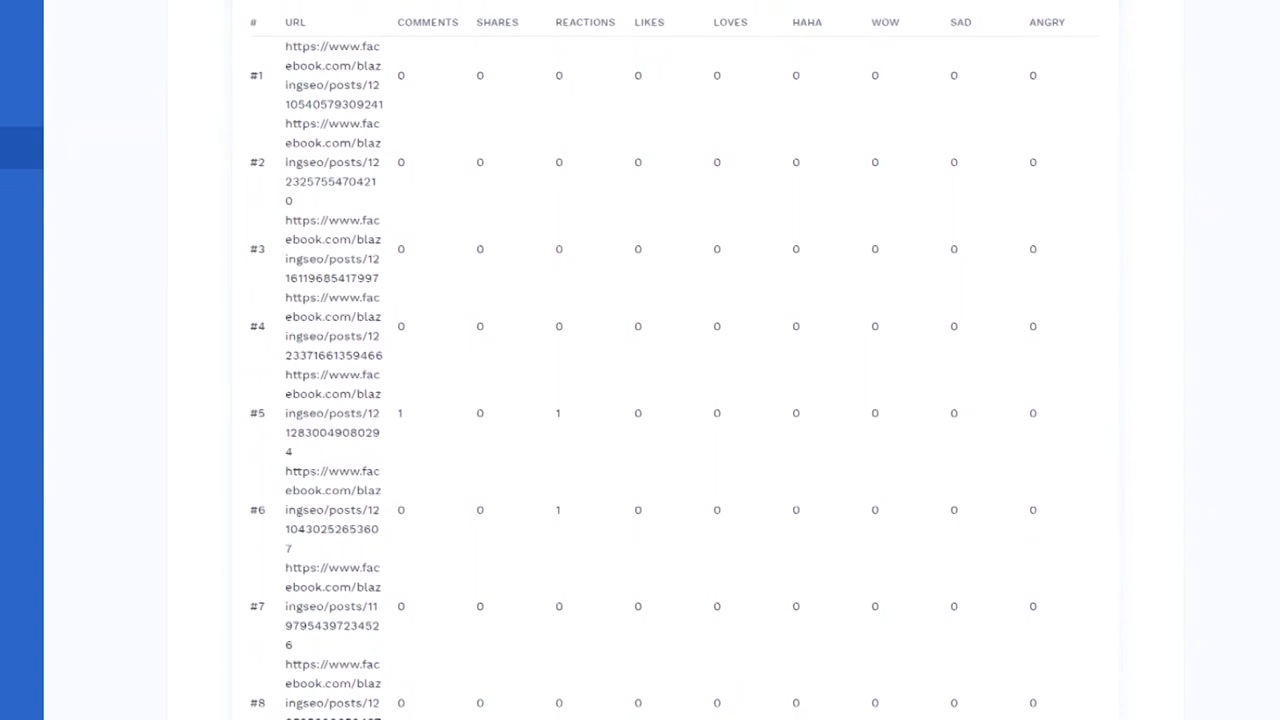 # URL COMMENTS SHARES REACTIONS LIKES LOVES HAHA WOW SAD ANGRY
https://www.fac
ebook.com/blaz
#1 ingseo/posts/12 0 0 0 0 0 0 0 0 0
10540579309241
https://www.fac
ebook.com/blaz
#2 ingseo/posts/12 0 0 0 0 0 0 0 0 0
2325755470421
0
https://www.fac
ebook.com/blaz
#3 ingseo/posts/12 0 0 0 0 0 0 0 0 0
16119685417997
https://www.fac
ebook.com/blaz
#4 ingseo/posts/12 0 0 0 0 0 0 0 0 0
23371661359466
https://www.fac
ebook.com/blaz
#5 ingseo/posts/12 1 0 1 0 0 0 0 0 0
1283004908029
4
https://www.fac
ebook.com/blaz
#6 ingseo/posts/12 0 0 1 0 0 0 0 0 0
1043025265360
7
https://www.fac
ebook.com/blaz
#7 ingseo/posts/11 0 0 0 0 0 0 0 0 0
9795439723452
6
https://www.fac
ebook.com/blaz
#8 ingseo/posts/12 0 0 0 0 0 0 0 0 0